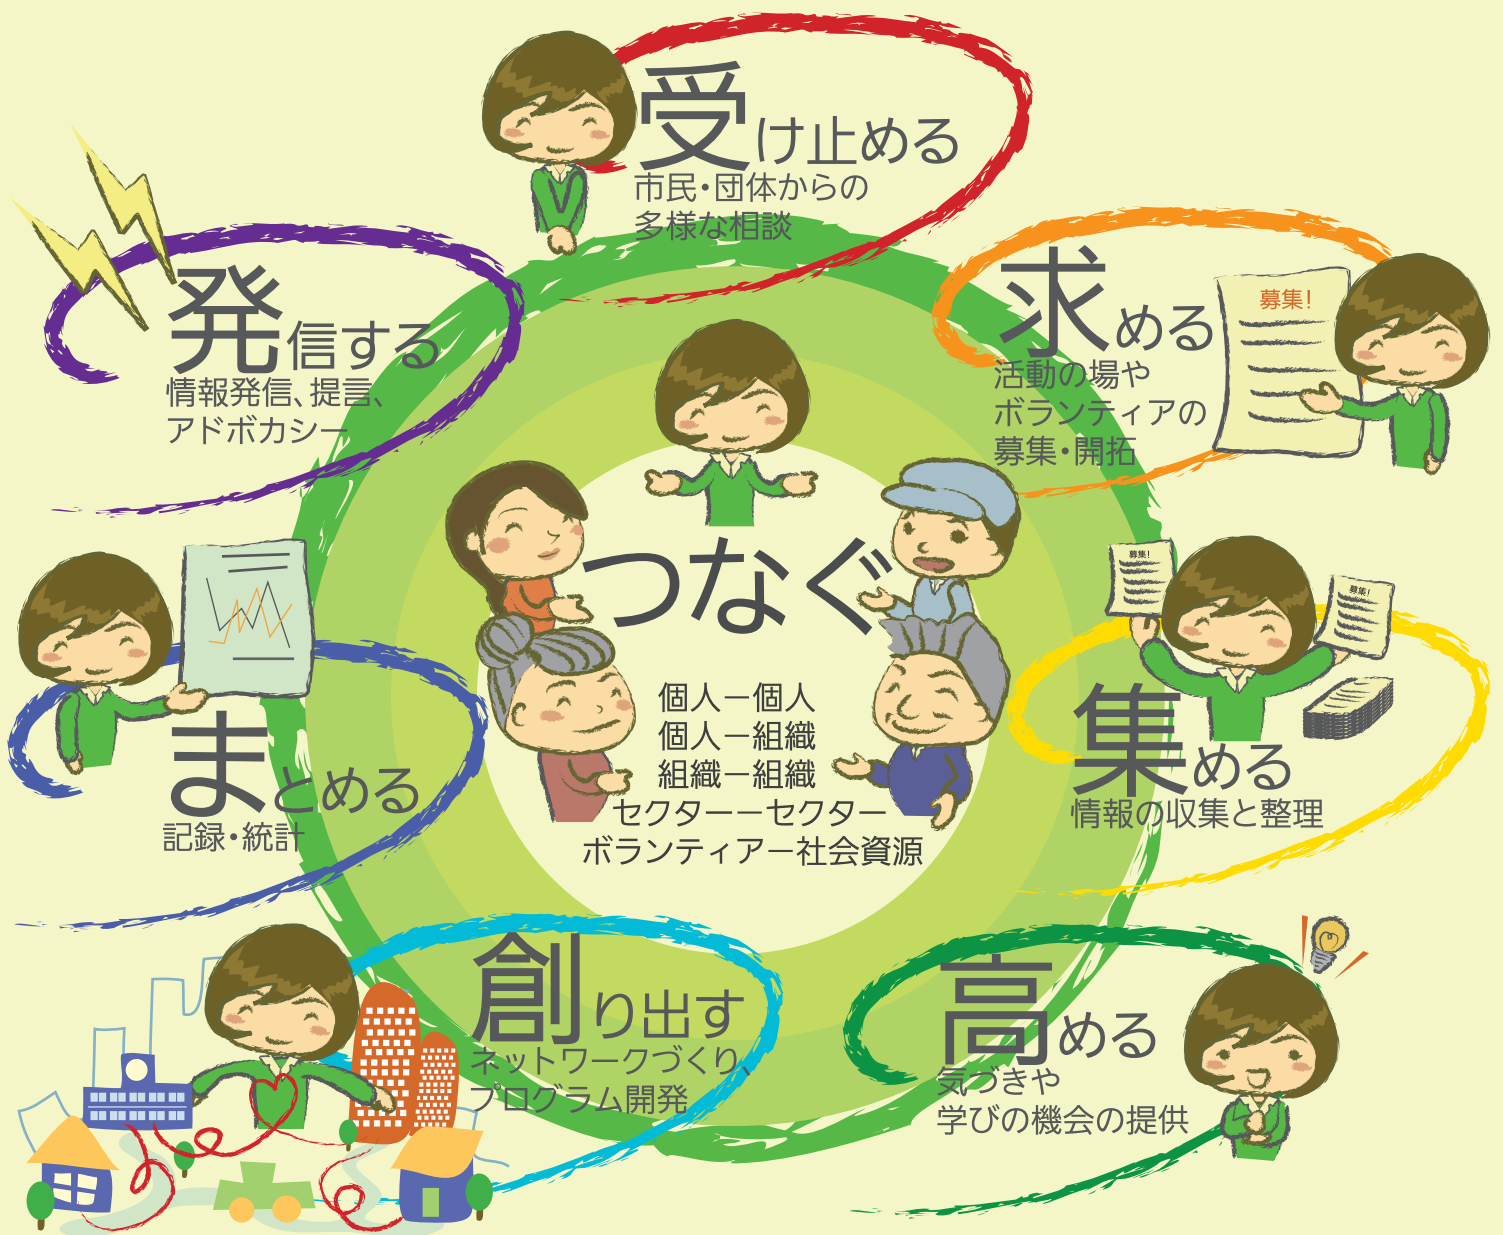 受け止める
市民・団体からの
多様な相談
求める
活動の場や
ボランティアの
募集・開拓
募集!
集める
情報の収集と整理
募集!
募集!
高める
気づきや
学びの機会の提供
創り出す
ネットワークづくり、
プログラム開発
まとめる
記録・統計
発信する
情報発信、提言、
アドボカシー
つなぐ
個人－個人
個人－組織
組織－組織
セクター－セクター
ボランティア－社会資源